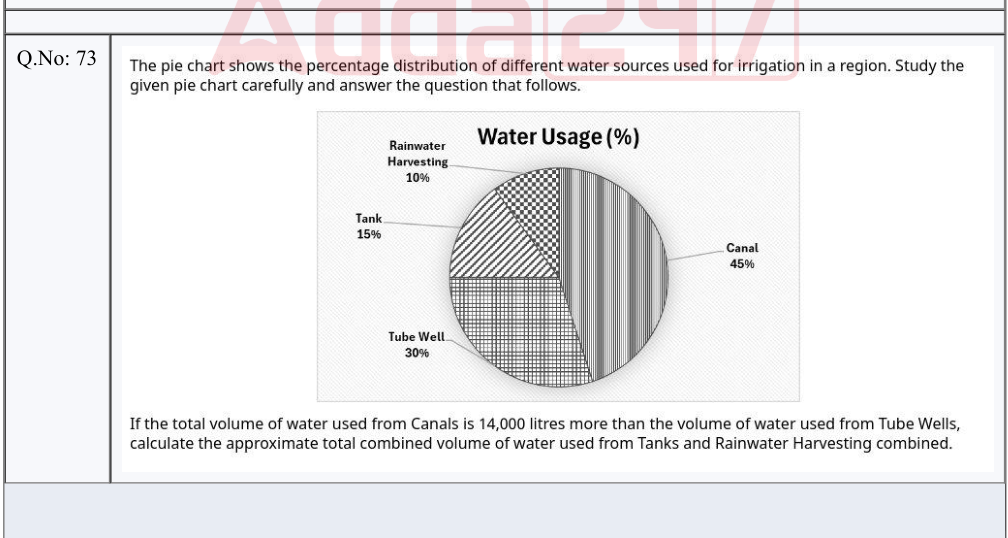 Adda247
Q.No: 73
The pie chart shows the percentage distribution of different water sources used for irrigation in a region. Study the
given pie chart carefully and answer the question that follows.
Water Usage (%)
Rainwater
Harvesting
10%
Tank
15%
Canal
45%
Tube Well
30%
If the total volume of water used from Canals is 14,000 litres more than the volume of water used from Tube Wells,
calculate the approximate total combined volume of water used from Tanks and Rainwater Harvesting combined.